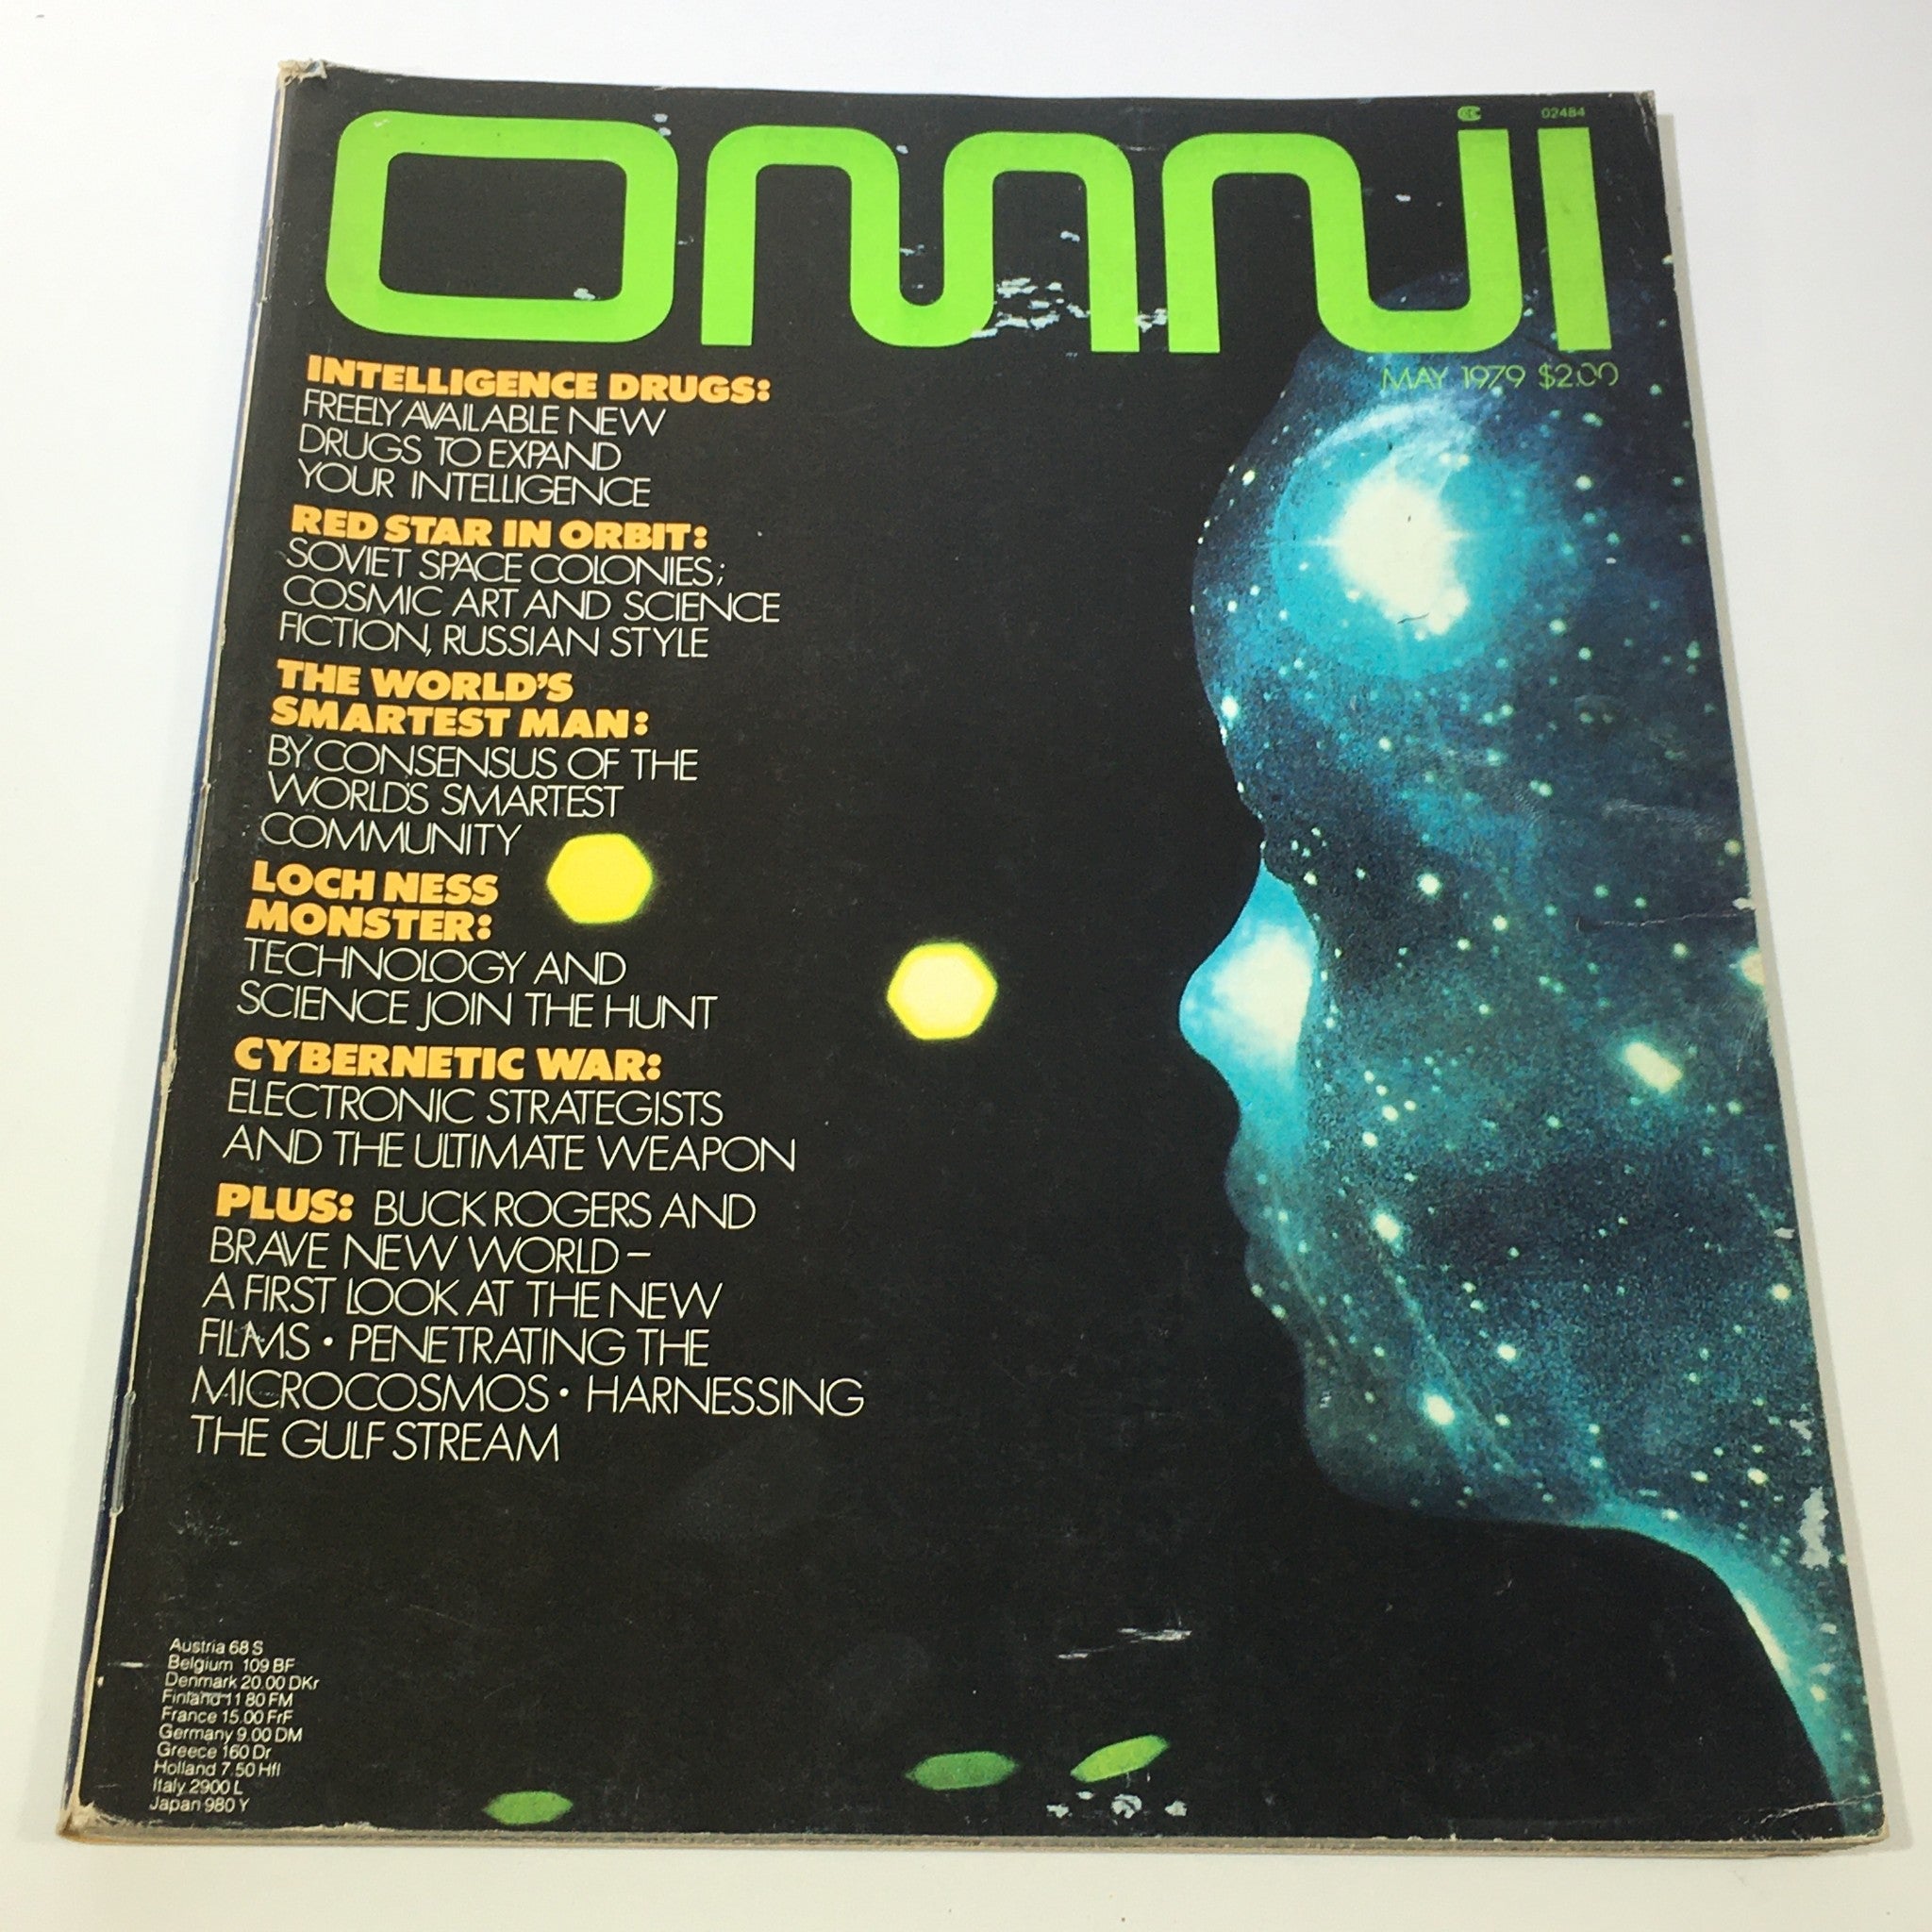 omni
02484
MAY 1979 $2.00
INTELLIGENCE DRUGS:
FREELY AVAILABLE NEW
DRUGS TO EXPAND
YOUR INTELLIGENCE
RED STAR IN ORBIT:
SOVIET SPACE COLONIES;
COSMIC ART AND SCIENCE
FICTION, RUSSIAN STYLE
THE WORLD'S
SMARTEST MAN:
BY CONSENSUS OF THE
WORLD'S SMARTEST
COMMUNITY
LOCH NESS
MONSTER:
TECHNOLOGY AND
SCIENCE JOIN THE HUNT
CYBERNETIC WAR:
ELECTRONIC STRATEGISTS
AND THE ULTIMATE WEAPON
PLUS: BUCK ROGERS AND
BRAVE NEW WORLD–
A FIRST LOOK AT THE NEW
FILMS • PENETRATING THE
MICROCOSMOS • HARNESSING
THE GULF STREAM
Austria 68 S
Belgium 109 BF
Denmark 20.00 DKr
Finland 11.80 FM
France 15.00 FrF
Germany 9.00 DM
Greece 160 Dr
Holland 7.50 Hfl
Italy 2900 L
Japan 980 Y